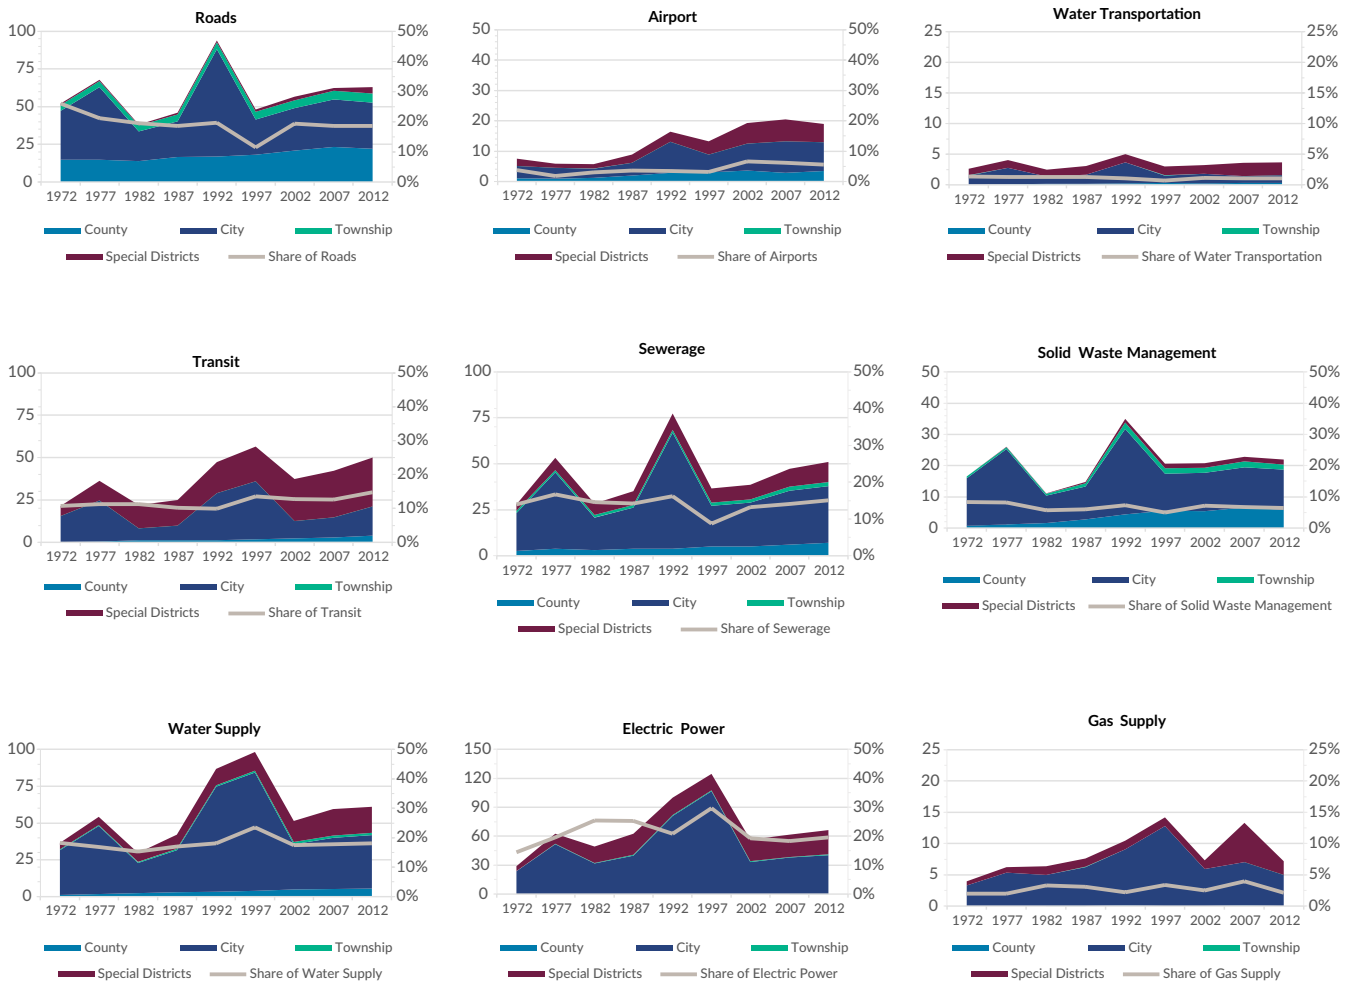 Roads
100
75
50
25
0
50%
40%
30%
20%
10%
0%
1972 1977 1982 1987 1992 1997 2002 2007 2012
County City Township
Special Districts Share of Roads
Airport
50
40
30
20
10
0
50%
40%
30%
20%
10%
0%
1972 1977 1982 1987 1992 1997 2002 2007 2012
County City Township
Special Districts Share of Airports
Water Transportation
25
20
15
10
5
0
25%
20%
15%
10%
5%
0%
1972 1977 1982 1987 1992 1997 2002 2007 2012
County City Township
Special Districts Share of Water Transportation
Transit
100
75
50
25
0
50%
40%
30%
20%
10%
0%
1972 1977 1982 1987 1992 1997 2002 2007 2012
County City Township
Special Districts Share of Transit
Sewerage
100
75
50
25
0
50%
40%
30%
20%
10%
0%
1972 1977 1982 1987 1992 1997 2002 2007 2012
County City Township
Special Districts Share of Sewerage
Solid Waste Management
50
40
30
20
10
0
50%
40%
30%
20%
10%
0%
1972 1977 1982 1987 1992 1997 2002 2007 2012
County City Township
Special Districts Share of Solid Waste Management
Water Supply
100
75
50
25
0
50%
40%
30%
20%
10%
0%
1972 1977 1982 1987 1992 1997 2002 2007 2012
County City Township
Special Districts Share of Water Supply
Electric Power
150
120
90
60
30
0
50%
40%
30%
20%
10%
0%
1972 1977 1982 1987 1992 1997 2002 2007 2012
County City Township
Special Districts Share of Electric Power
Gas Supply
25
20
15
10
5
0
25%
20%
15%
10%
5%
0%
1972 1977 1982 1987 1992 1997 2002 2007 2012
County City Township
Special Districts Share of Gas Supply